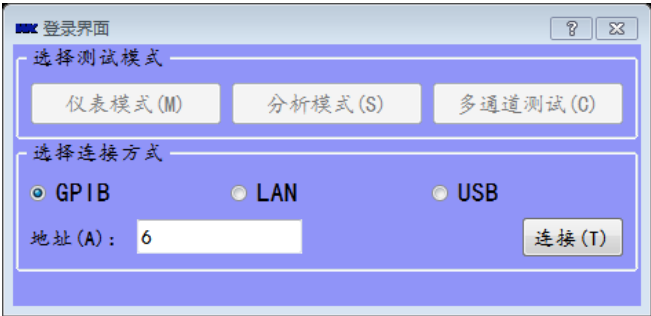 登录界面
选择测试模式
仪表模式(M) 分析模式(S) 多通道测试(C)
选择连接方式
GPIB LAN USB
地址(A): 6 连接(T)